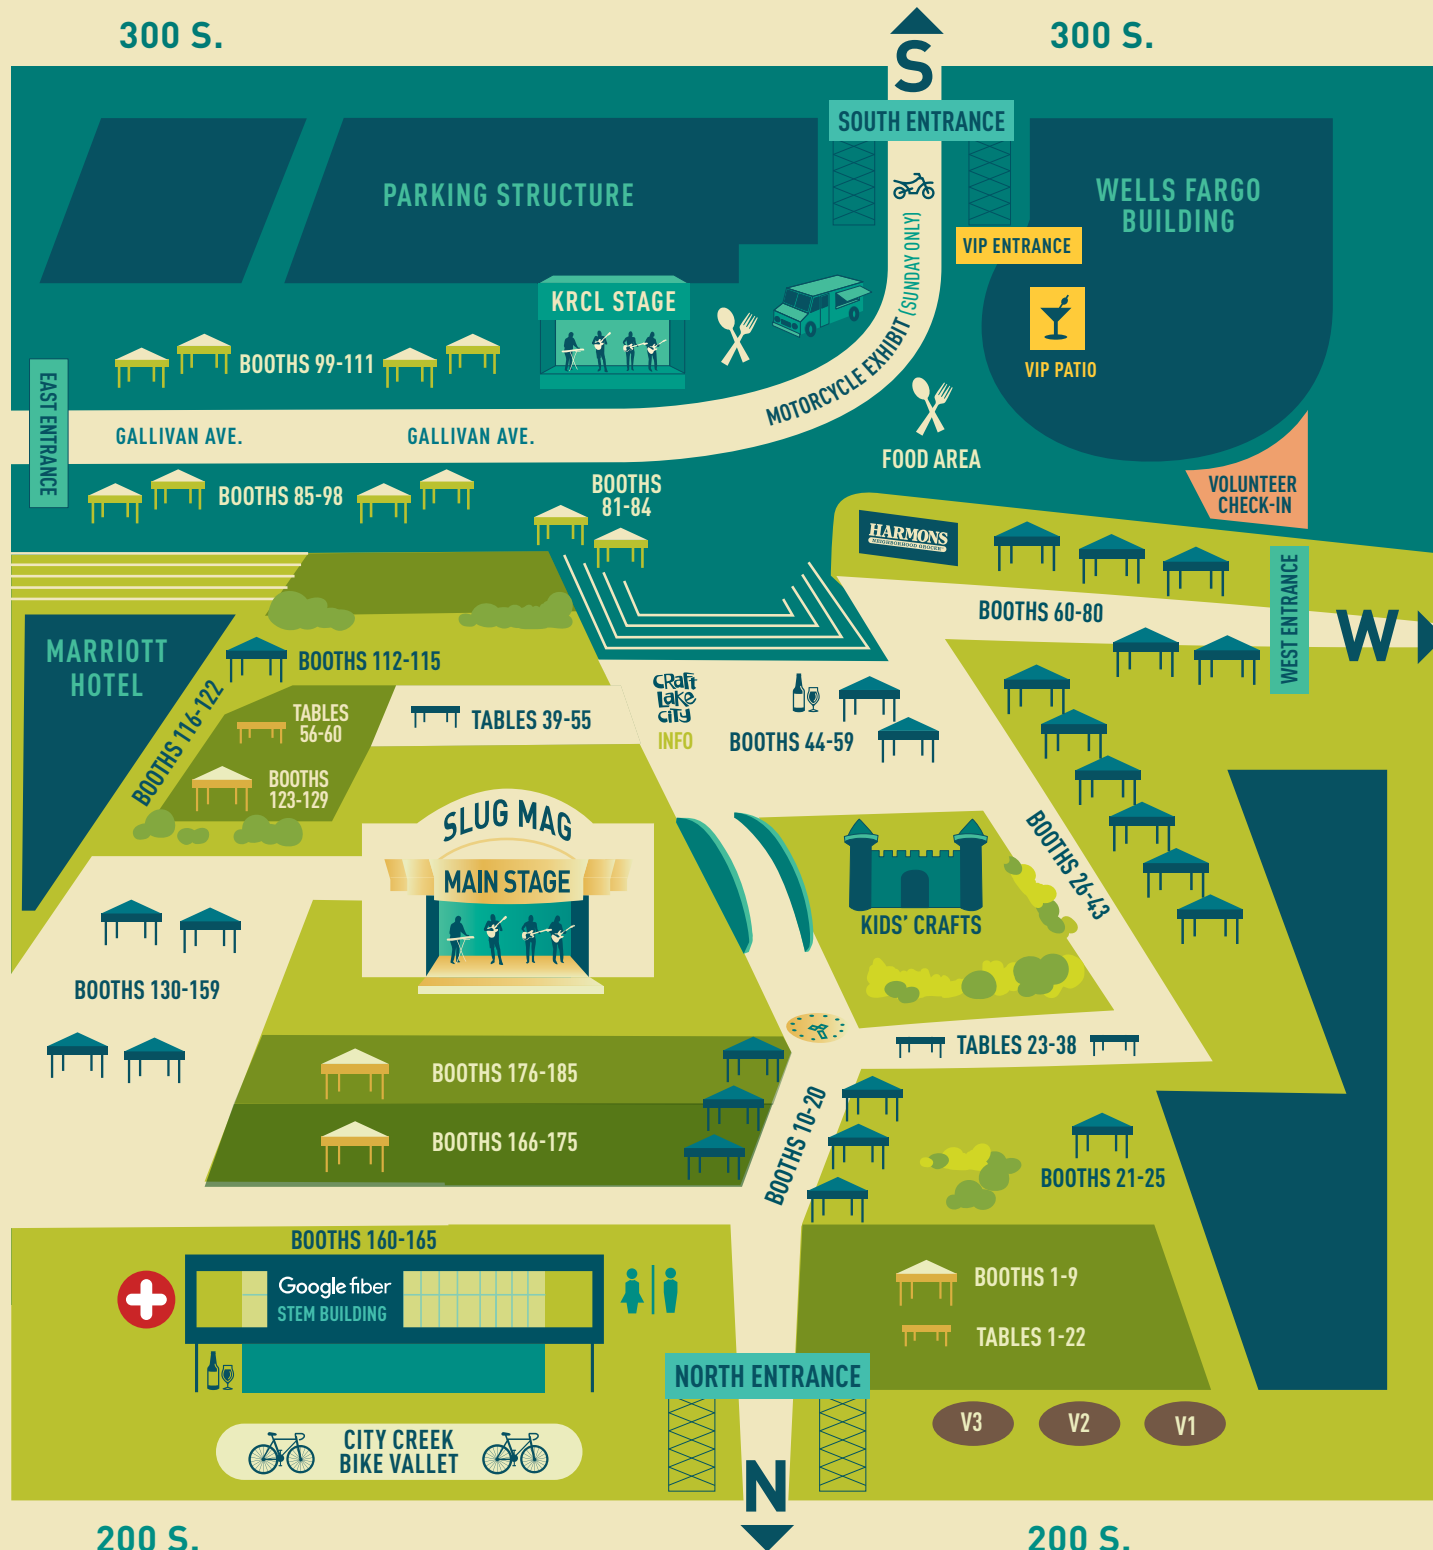 300 S.
300 S.
S
SOUTH ENTRANCE
PARKING STRUCTURE
WELLS FARGO
BUILDING
VIP ENTRANCE
VIP PATIO
KRCL STAGE
MOTORCYCLE EXHIBIT (SUNDAY ONLY)
BOOTHS 99-111
EAST ENTRANCE
GALLIVAN AVE.
GALLIVAN AVE.
FOOD AREA
BOOTHS 85-98
BOOTHS
81-84
VOLUNTEER
CHECK-IN
HARMONS
NEIGHBORHOOD GROCER
BOOTHS 60-80
WEST ENTRANCE
W
MARRIOTT
HOTEL
BOOTHS 112-115
BOOTHS 116-122
TABLES
56-60
TABLES 39-55
CRAFT
LAKE
CITY
INFO
BOOTHS 44-59
BOOTHS
123-129
SLUG MAG
MAIN STAGE
KIDS' CRAFTS
BOOTHS 26-43
BOOTHS 130-159
TABLES 23-38
BOOTHS 176-185
BOOTHS 166-175
BOOTHS 10-20
BOOTHS 21-25
BOOTHS 160-165
Google fiber
STEM BUILDING
BOOTHS 1-9
TABLES 1-22
NORTH ENTRANCE
V3
V2
V1
CITY CREEK
BIKE VALLET
N
200 S.
200 S.